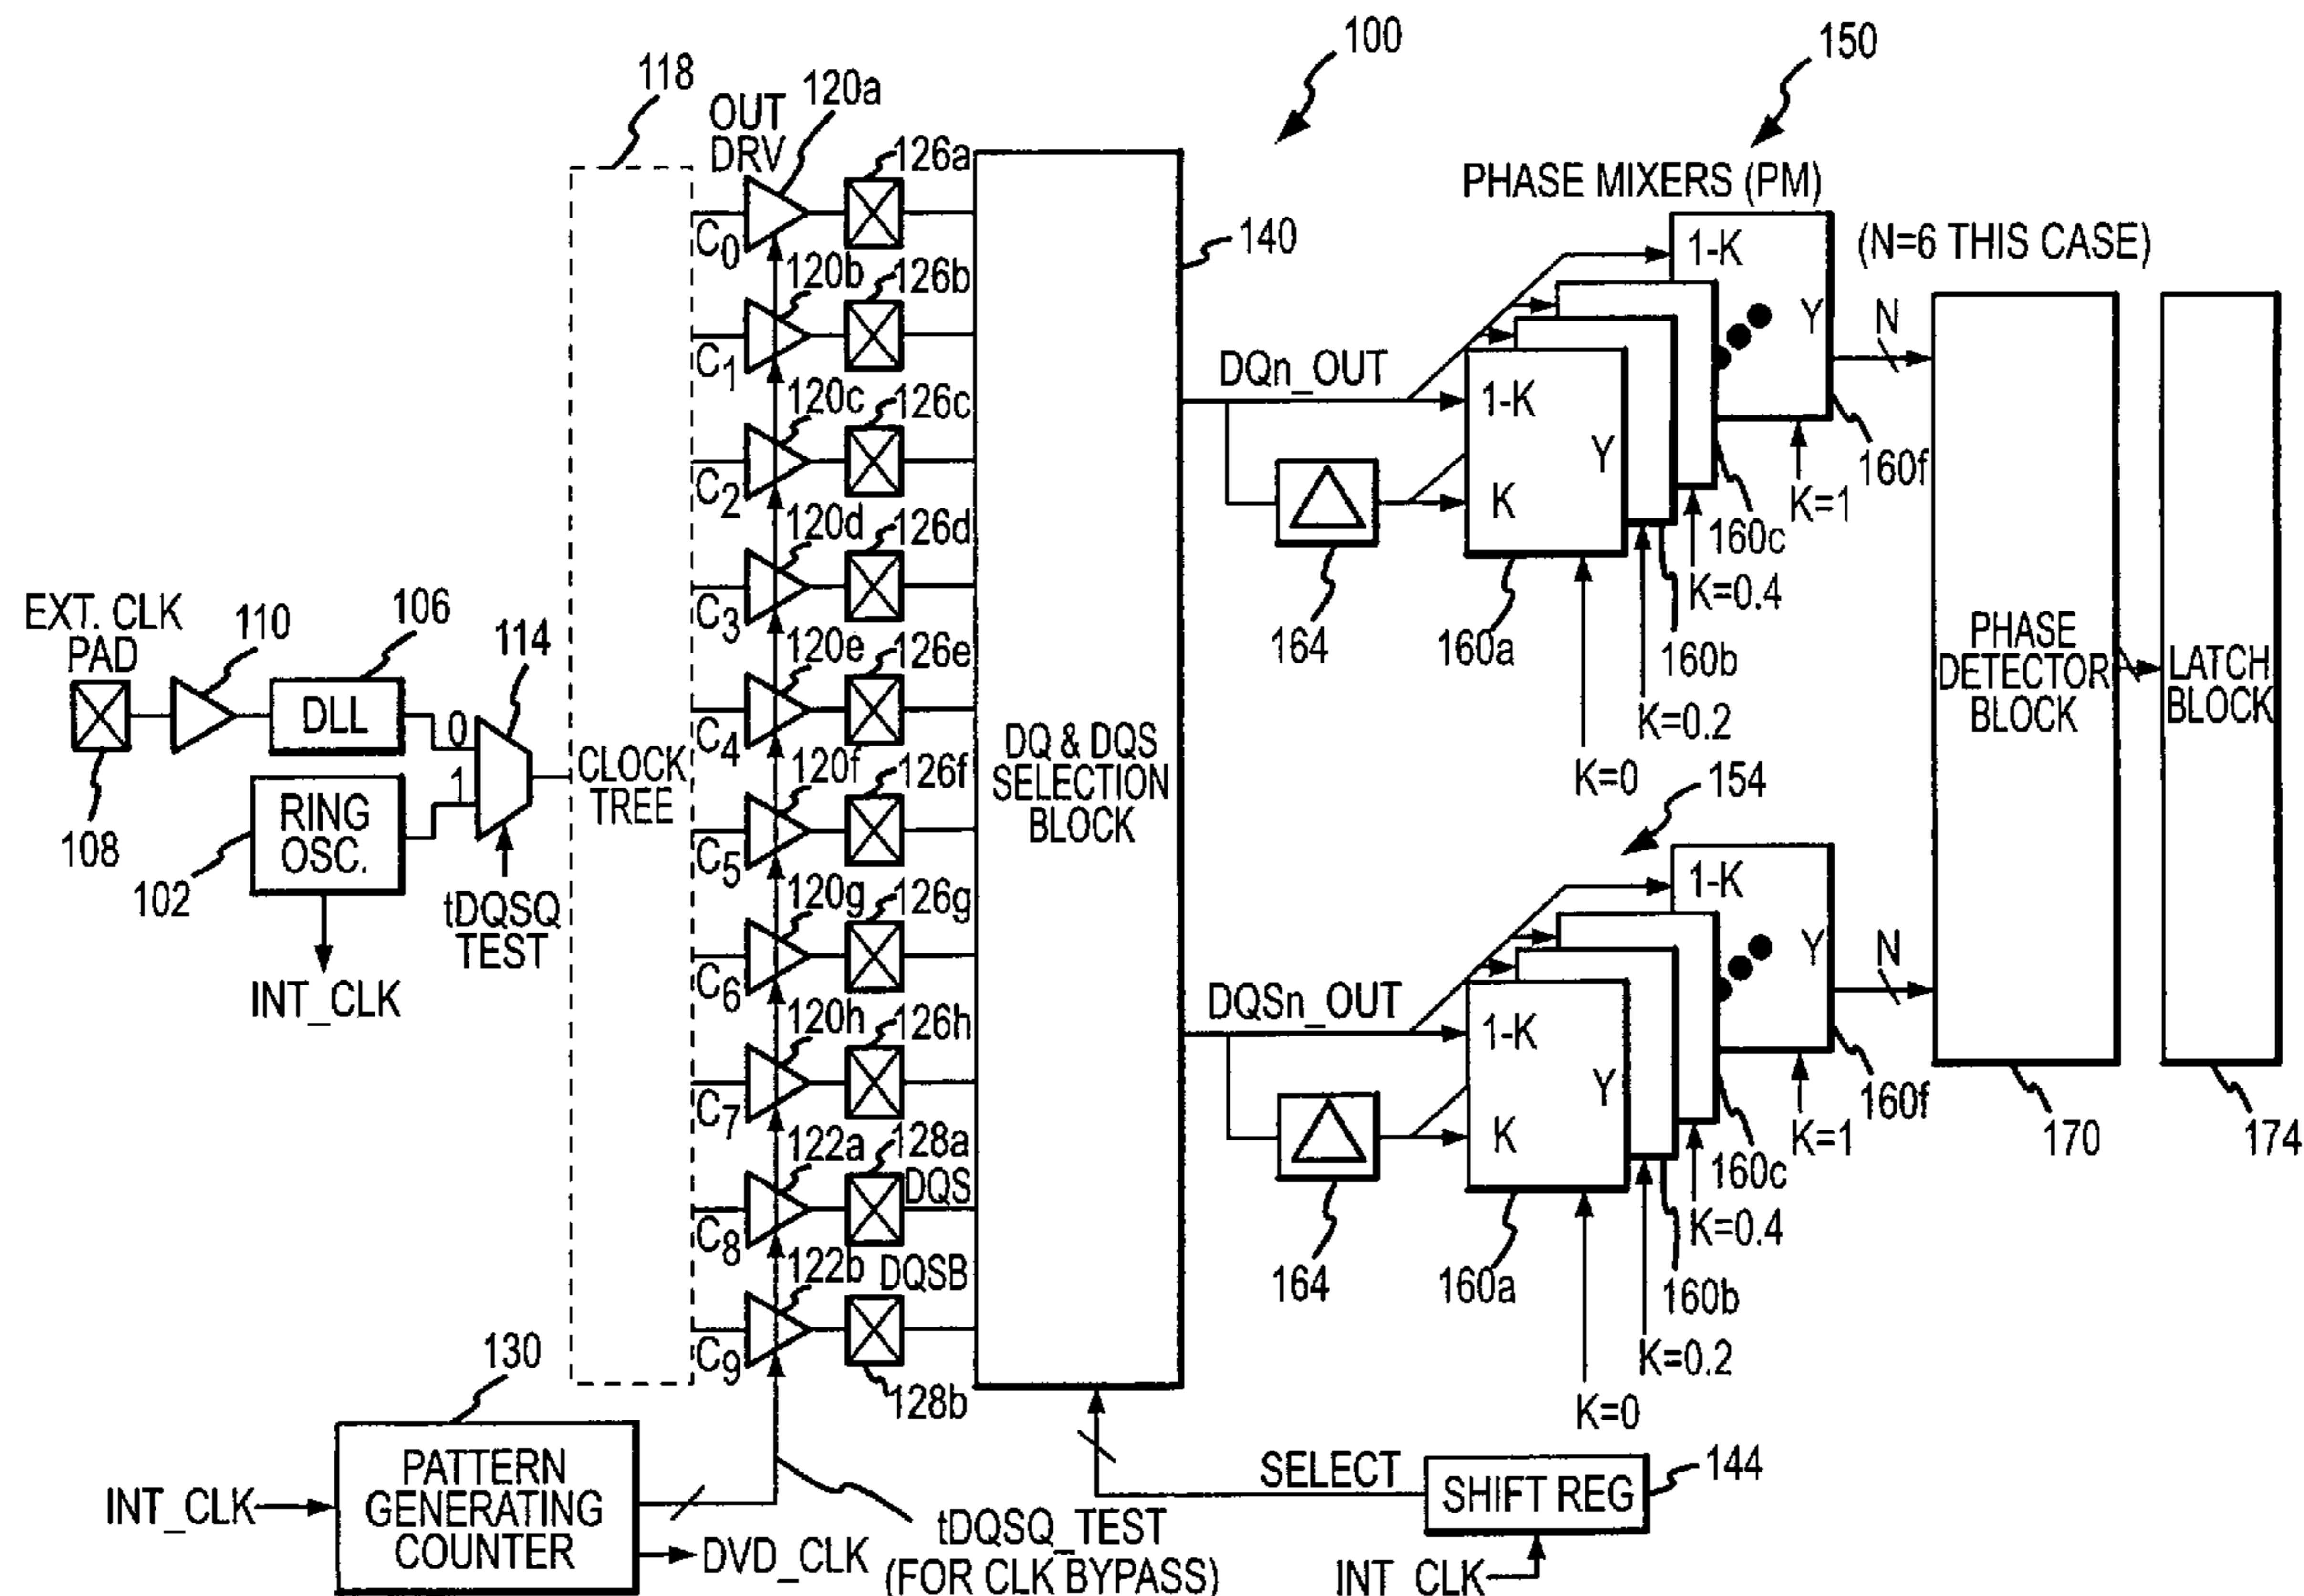 100
150
118
OUT
DRV
120a
126a
PHASE MIXERS (PM)
140
1-K
(N=6 THIS CASE)
C0
120b
126b
Y
N
C1
120c
126c
DQn_OUT
1-K
Y
K
160f
K=1
C2
120d
126d
160c
K=0.4
C3
120e
126e
164
160a
160b
K=0.2
K=0
EXT. CLK
PAD
110
106
114
DLL
0
1
108
RING
OSC.
102
INT_CLK
tDQSQ
TEST
CLOCK
TREE
C4
120f
126f
DQ & DQS
SELECTION
BLOCK
PHASE
DETECTOR
BLOCK
LATCH
BLOCK
154
C5
120g
126g
1-K
Y
N
C6
120h
126h
DQSn_OUT
1-K
Y
K
160f
K=1
170
174
C7
122a
128a
DQS
160c
K=0.4
C8
122b
DQSB
164
160a
160b
K=0.2
K=0
C9
128b
130
PATTERN
GENERATING
COUNTER
INT_CLK
DVD_CLK
tDQSQ_TEST
(FOR CLK BYPASS)
SELECT
SHIFT REG
144
INT_CLK